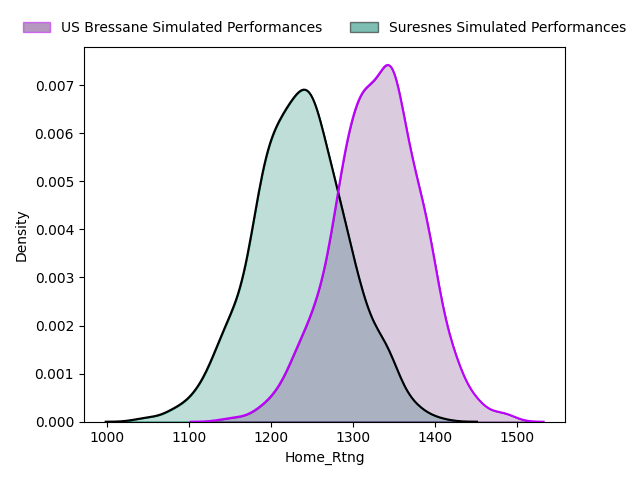 US Bressane Simulated Performances Suresnes Simulated Performances
0.007
0.006
0.005
0.004
0.003
0.002
0.001
0.000
Density
1000 1100 1200 1300 1400 1500
Home_Rtng